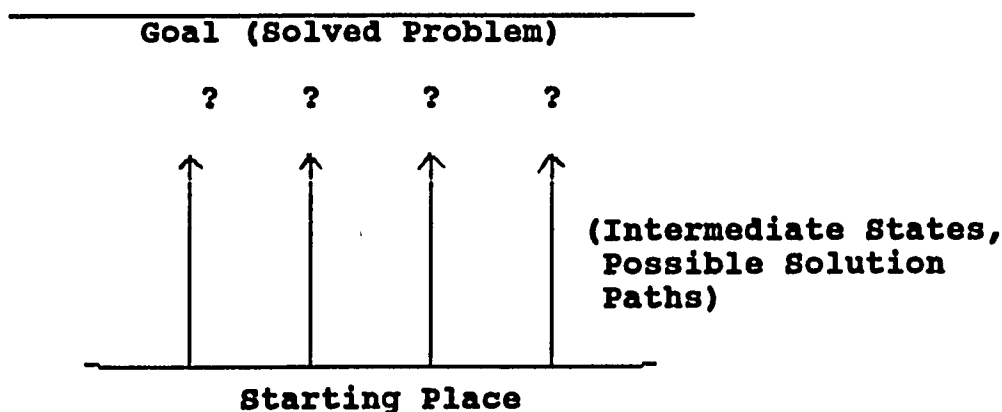 Goal (Solved Problem)
? ? ? ?
(Intermediate States,
Possible Solution
Paths)
Starting Place